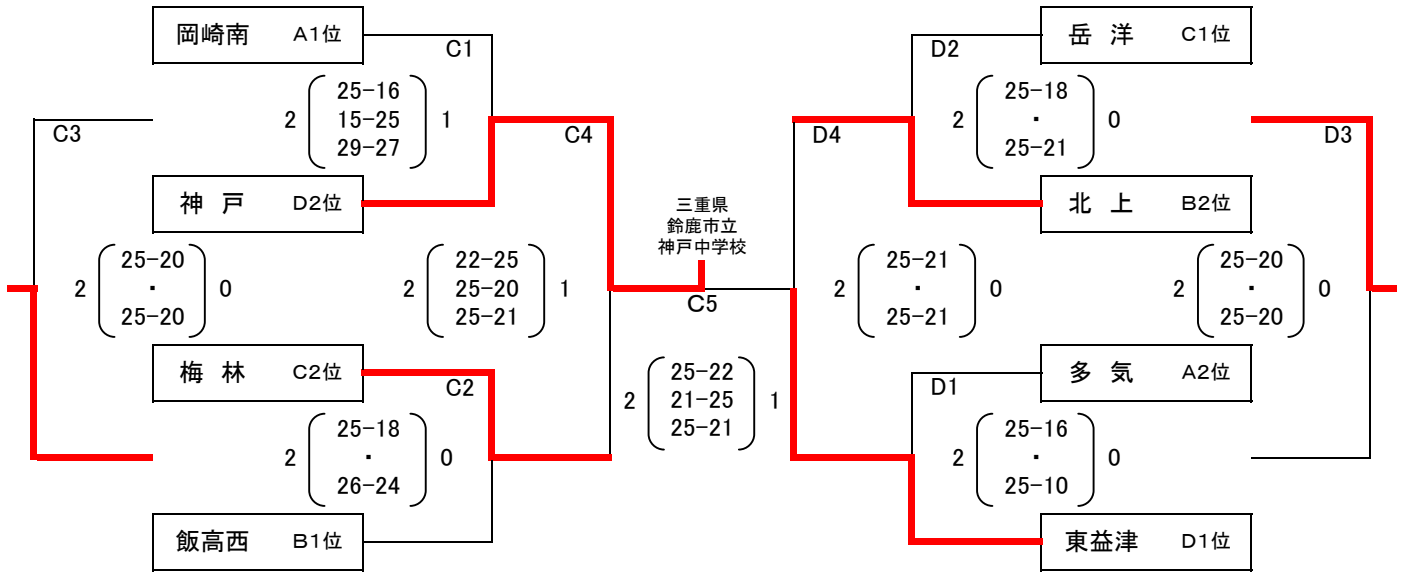 岡崎南 A1位
C1
2 25-16 1
15-25
29-27
C3
C4
神 戸 D2位
2 25-20 0
・
25-20
2 22-25 1
25-20
25-21
梅 林 C2位
C2
2 25-18 0
・
26-24
飯高西 B1位
三重県
鈴鹿市立
神戸中学校
C5
2 25-22 1
21-25
25-21
岳 洋 C1位
D2
2 25-18 0
・
25-21
D4
D3
北 上 B2位
2 25-21 0
・
25-21
2 25-20 0
・
25-20
多 気 A2位
D1
2 25-16 0
・
25-10
東益津 D1位